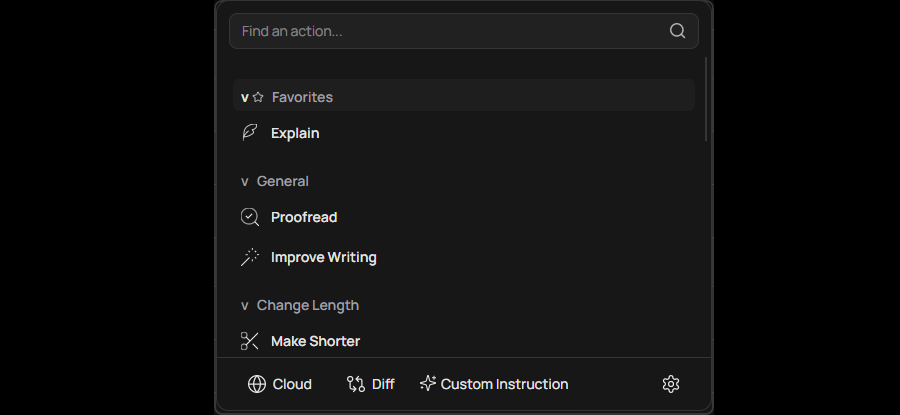 Find an action...
v Favorites
Explain
v General
Proofread
Improve Writing
v Change Length
Make Shorter
Cloud Diff Custom Instruction